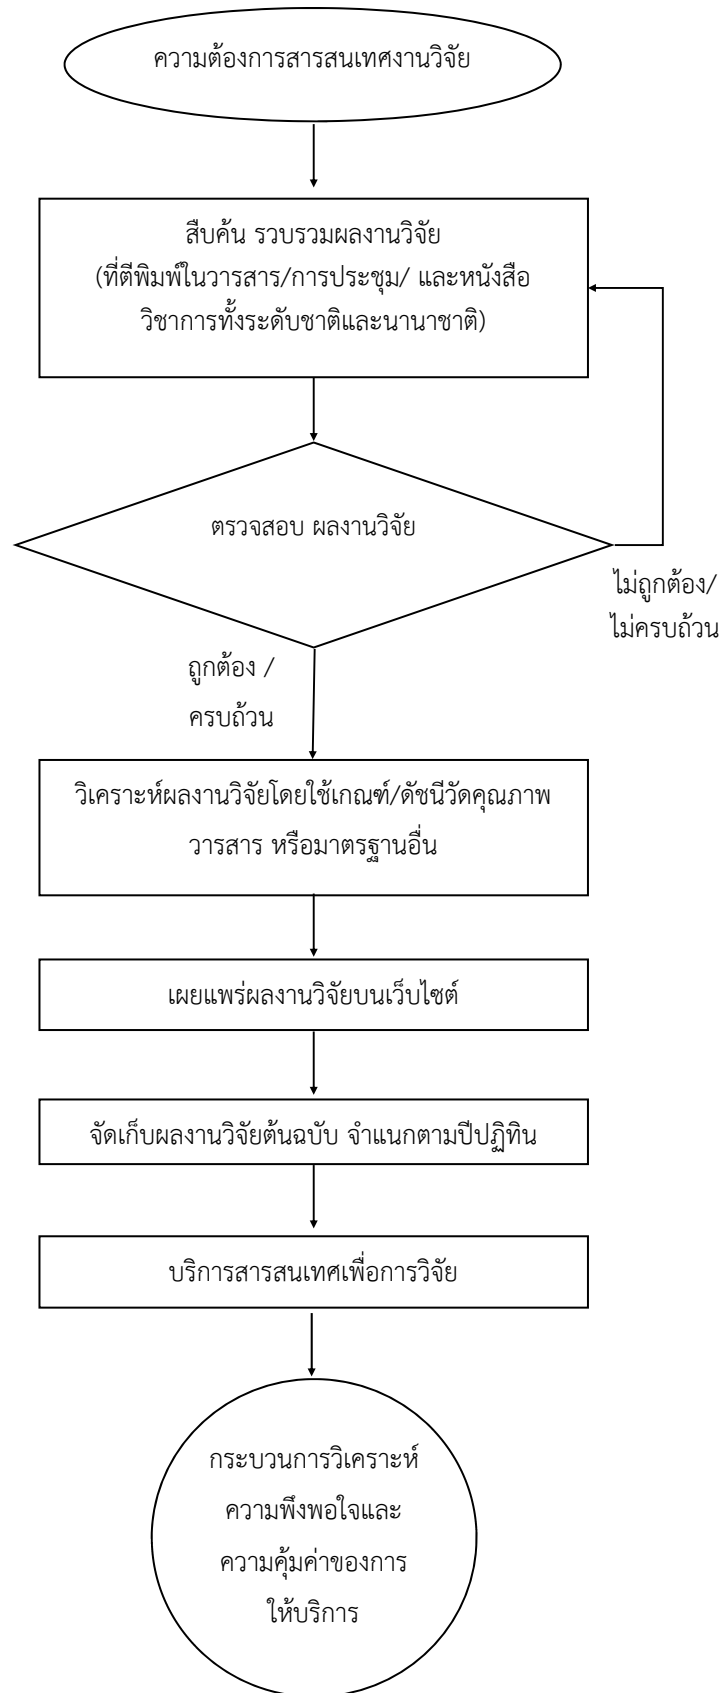 ความต้องการสารสนเทศงานวิจัย
สืบค้น รวบรวมผลงานวิจัย
(ที่ตีพิมพ์ในวารสาร/การประชุม/ และหนังสือ
วิชาการทั้งระดับชาติและนานาชาติ)
ตรวจสอบ ผลงานวิจัย
ไม่ถูกต้อง/
ไม่ครบถ้วน
ถูกต้อง /
ครบถ้วน
วิเคราะห์ผลงานวิจัยโดยใช้เกณฑ์/ดัชนีวัดคุณภาพ
วารสาร หรือมาตรฐานอื่น
เผยแพร่ผลงานวิจัยบนเว็บไซต์
จัดเก็บผลงานวิจัยต้นฉบับ จำแนกตามปีปฏิทิน
บริการสารสนเทศเพื่อการวิจัย
กระบวนการวิเคราะห์
ความพึงพอใจและ
ความคุ้มค่าของการ
ให้บริการ